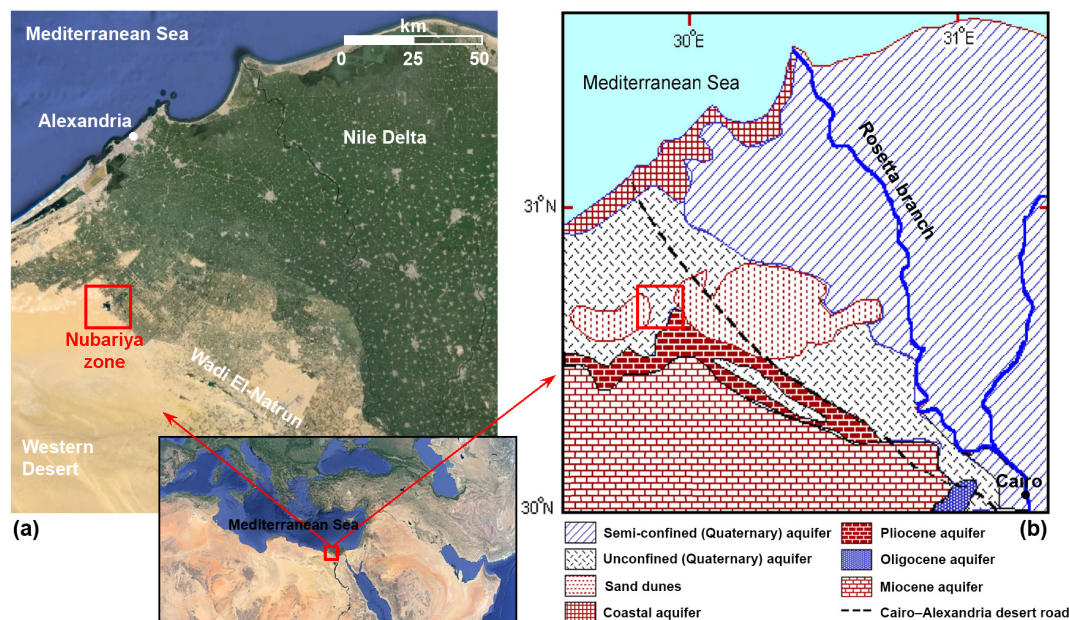 Mediterranean Sea
km
0 25 50
Alexandria
Nile Delta
Nubariya
zone
Wadi El-Natrun
Western
Desert
(a)
Mediterranean Sea
30°E
31°E
Mediterranean Sea
Rosetta branch
31°N
30°N
Cairo
(b)
Semi-confined (Quaternary) aquifer
Unconfined (Quaternary) aquifer
Sand dunes
Coastal aquifer
Pliocene aquifer
Oligocene aquifer
Miocene aquifer
Cairo–Alexandria desert road